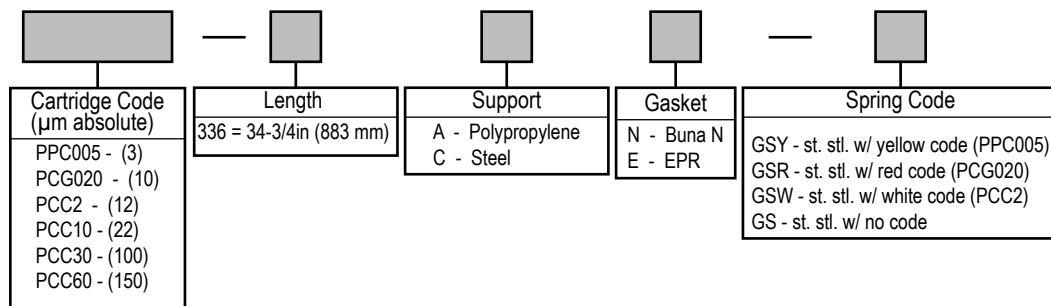 Cartridge Code
(µm absolute)
PPC005 - (3)
PCG020 - (10)
PCC2 - (12)
PCC10 - (22)
PCC30 - (100)
PCC60 - (150)
Length
336 = 34-3/4in (883 mm)
Support
A - Polypropylene
C - Steel
Gasket
N - Buna N
E - EPR
Spring Code
GSY - st. stl. w/ yellow code (PPC005)
GSR - st. stl. w/ red code (PCG020)
GSW - st. stl. w/ white code (PCC2)
GS - st. stl. w/ no code